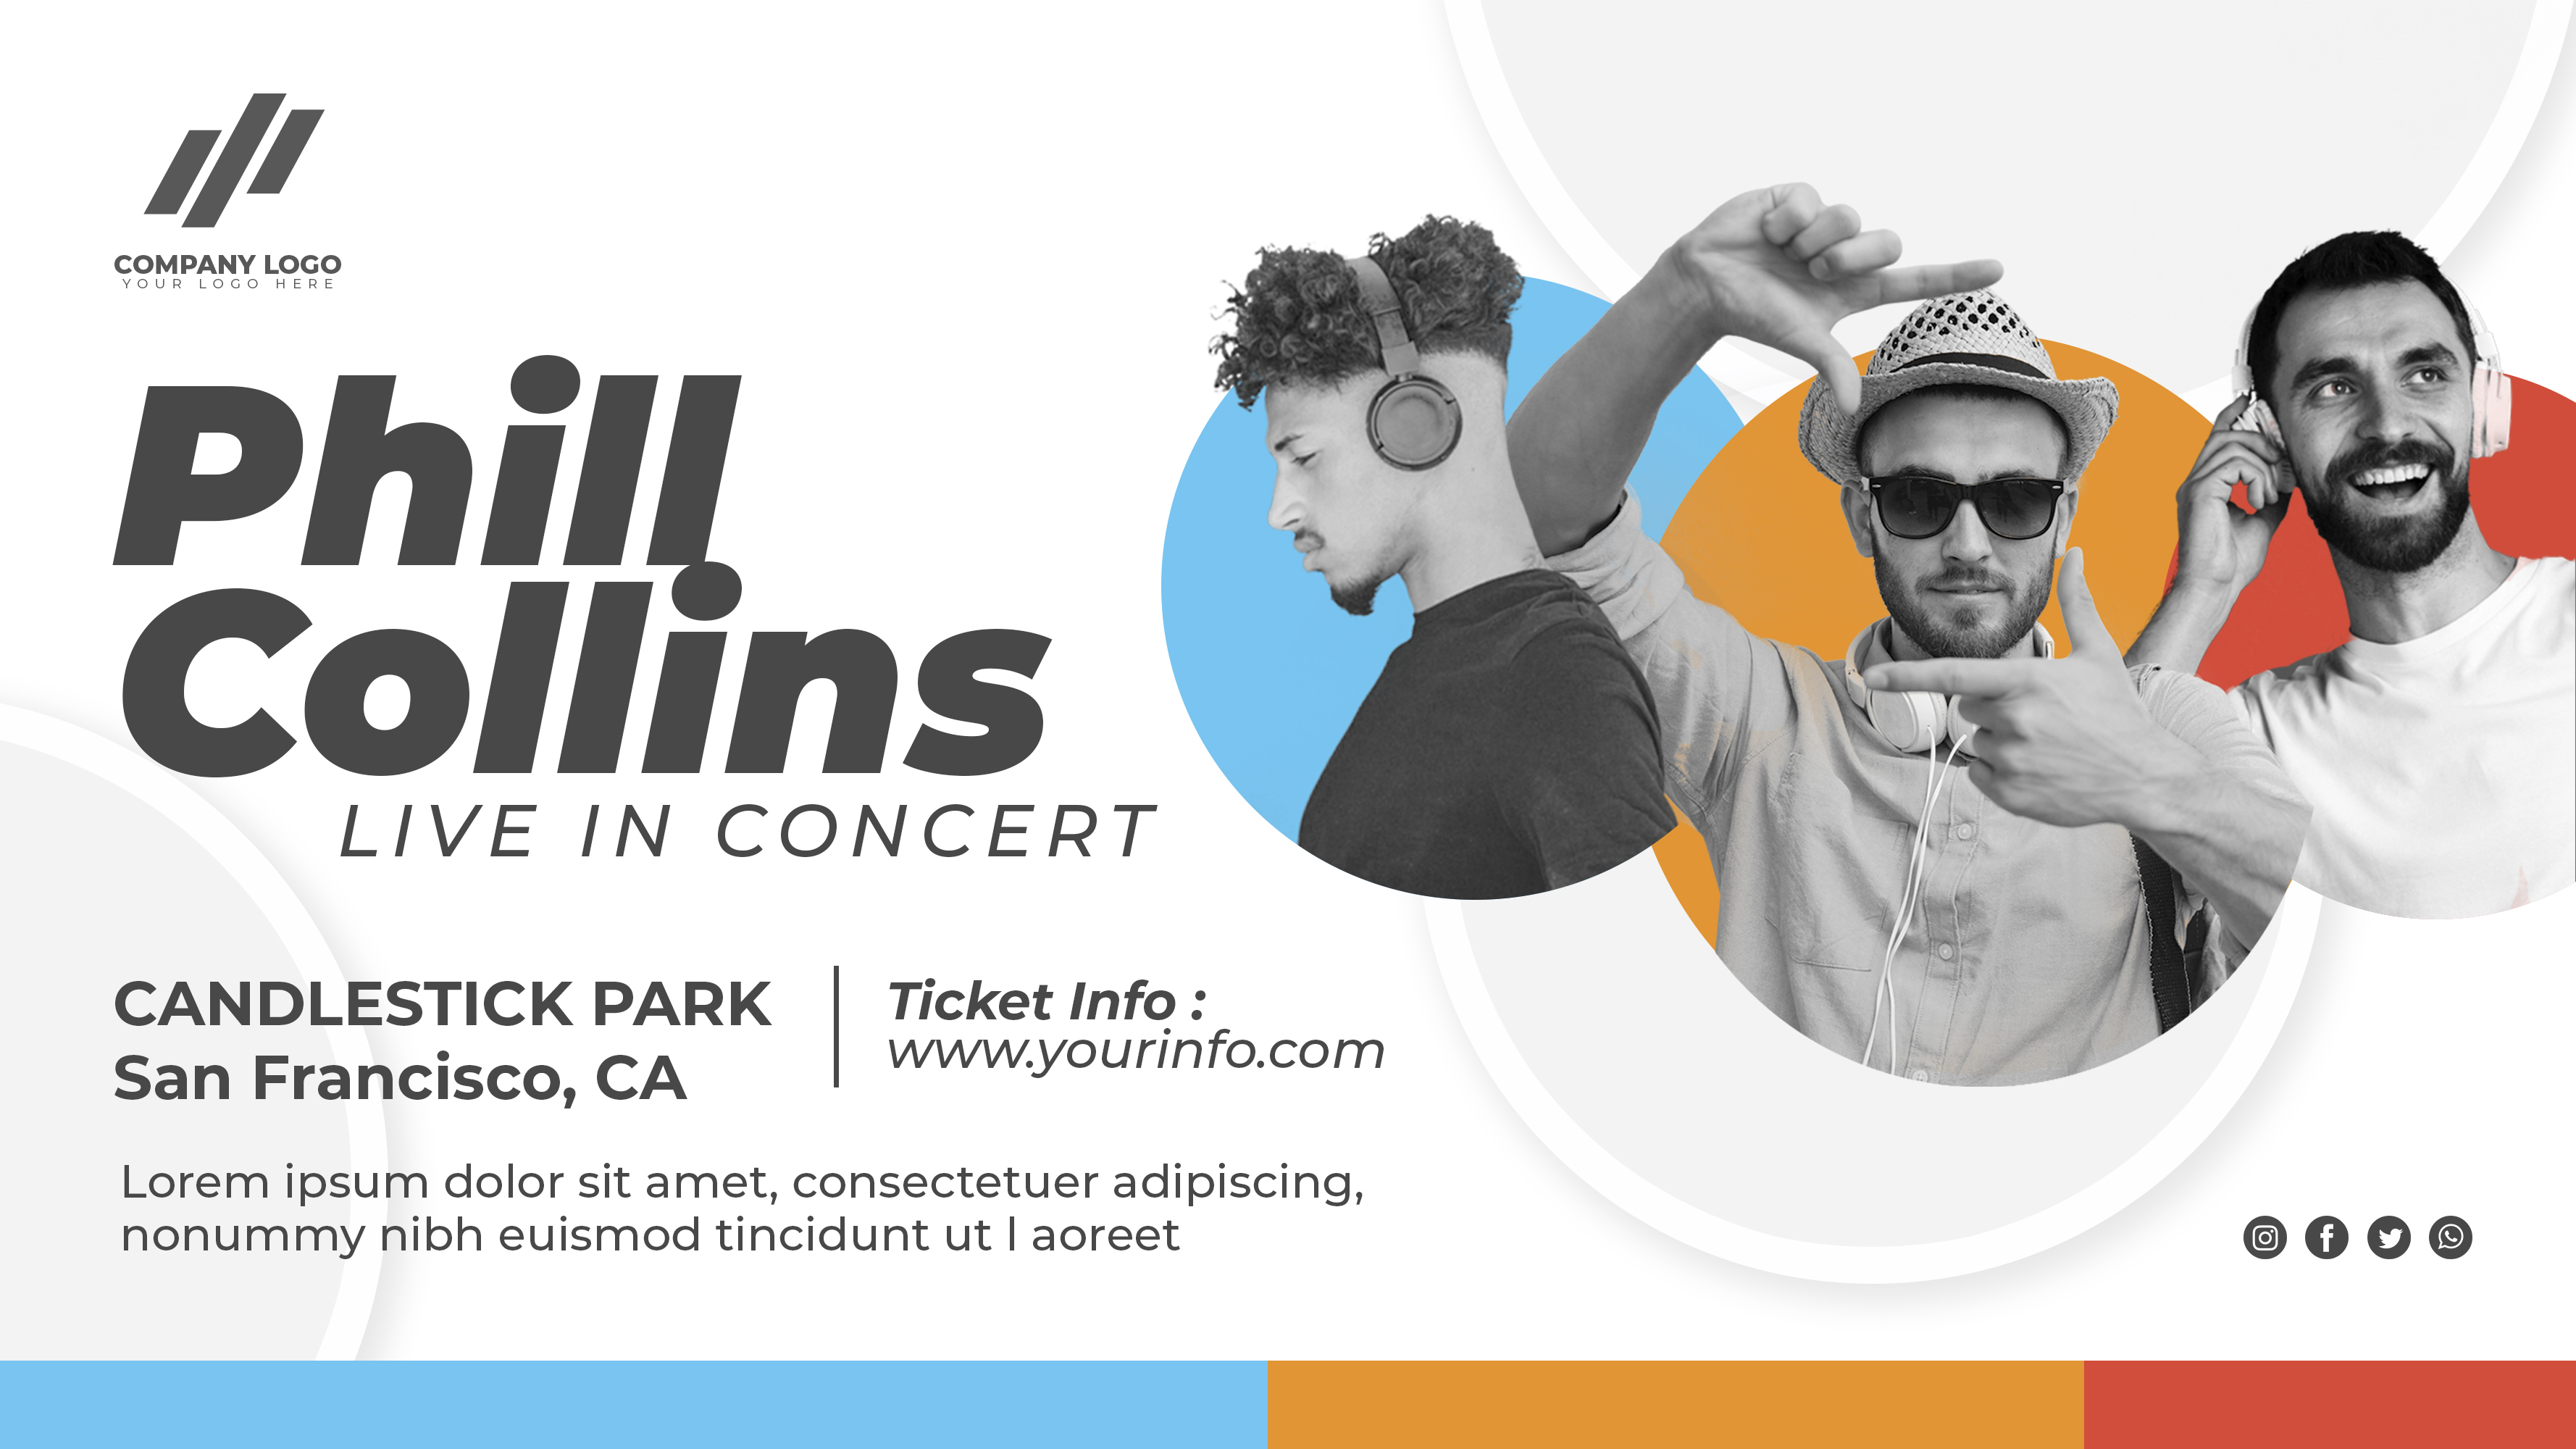 COMPANY LOGO
YOUR LOGO HERE
Phill
Collins
LIVE IN CONCERT
CANDLESTICK PARK
San Francisco, CA
Ticket Info :
www.yourinfo.com
Lorem ipsum dolor sit amet, consectetuer adipiscing,
nonummy nibh euismod tincidunt ut l aoreet